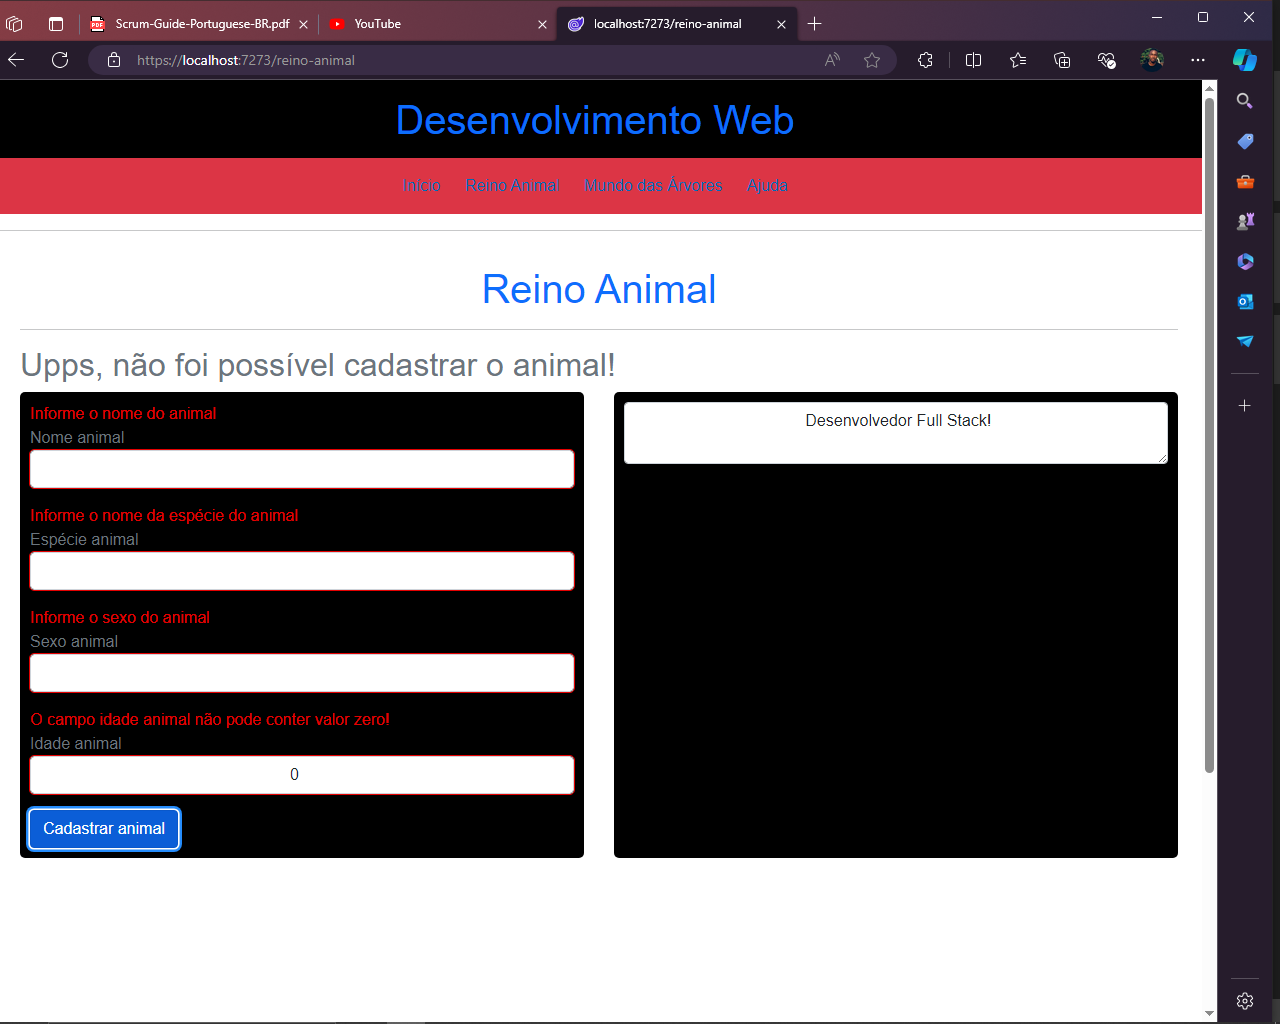 Scrum-Guide-Portuguese-BR.pdf
YouTube
localhost:7273/reino-animal
https://localhost:7273/reino-animal
Desenvolvimento Web
Início Reino Animal Mundo das Árvores Ajuda
Reino Animal
Upps, não foi possível cadastrar o animal!
Informe o nome do animal
Nome animal
Informe o nome da espécie do animal
Espécie animal
Informe o sexo do animal
Sexo animal
O campo idade animal não pode conter valor zero!
Idade animal
0
Cadastrar animal
Desenvolvedor Full Stack!